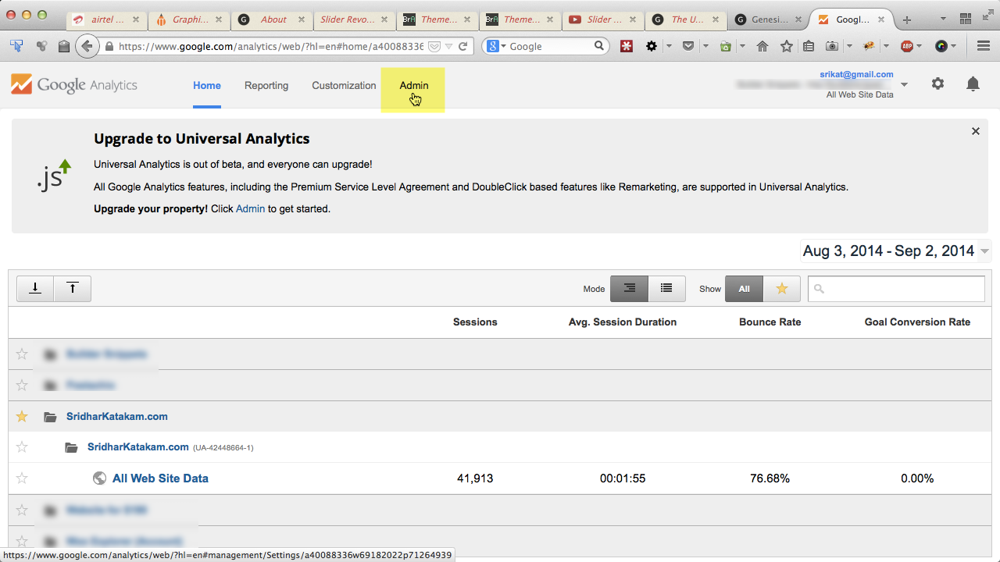 airtel ...
Graphi...
About
Slider Revo...
Theme...
Theme...
Slider ...
The U...
Genesi...
Googl...
https://www.google.com/analytics/web/?hl=en#home/a40088336
Google
Google Analytics
Home
Reporting
Customization
Admin
srikat@gmail.com
All Web Site Data
.js
Upgrade to Universal Analytics
Universal Analytics is out of beta, and everyone can upgrade!
All Google Analytics features, including the Premium Service Level Agreement and DoubleClick based features like Remarketing, are supported in Universal Analytics.
Upgrade your property! Click Admin to get started.
Aug 3, 2014 - Sep 2, 2014
Mode
Show
All
Sessions Avg. Session Duration Bounce Rate Goal Conversion Rate
SridharKatakam.com
SridharKatakam.com (UA-42448664-1)
All Web Site Data 41,913 00:01:55 76.68% 0.00%
https://www.google.com/analytics/web/?hl=en#management/Settings/a40088336w69182022p71264939